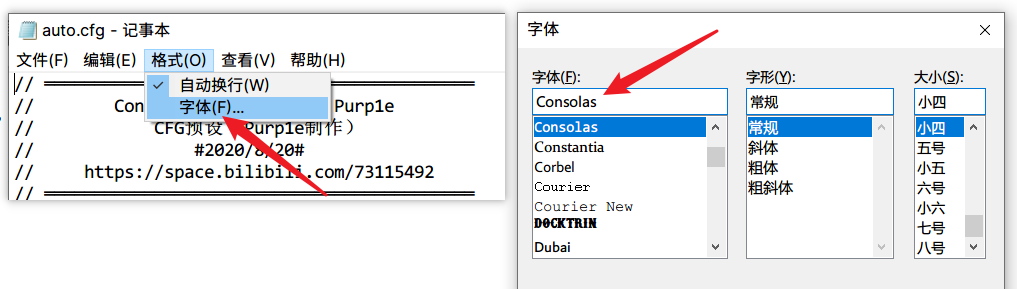 auto.cfg - 记事本
文件(F) 编辑(E) 格式(O) 查看(V) 帮助(H)
自动换行(W)
字体(F)...
// ═══════════════════════════════════════════
// Con Purp1e
// CFG预设 Purp1e制作）
// #2020/8/20#
// https://space.bilibili.com/73115492
// ═══════════════════════════════════════════
字体
字体(F):
Consolas
Consolas
Constantia
Corbel
Courier
Courier New
DOCKTRIN
Dubai
字形(Y):
常规
常规
斜体
粗体
粗斜体
大小(S):
小四
小四
五号
小五
六号
小六
七号
八号